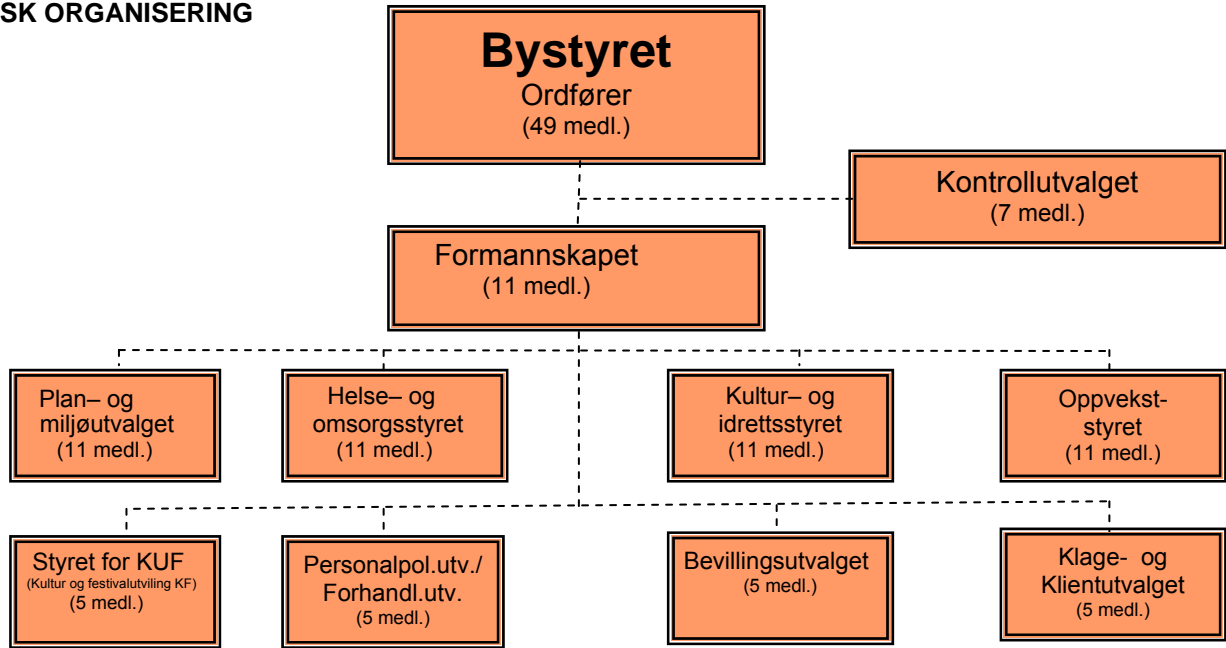 SK ORGANISERING
Bystyret
Ordfører
(49 medl.)
Kontrollutvalget
(7 medl.)
Formannskapet
(11 medl.)
Plan– og
miljøutvalget
(11 medl.)
Helse– og
omsorgsstyret
(11 medl.)
Kultur– og
idrettsstyret
(11 medl.)
Oppvekst-
styret
(11 medl.)
Styret for KUF
(Kultur og festivalutviling KF)
(5 medl.)
Personalpol.utv./
Forhandl.utv.
(5 medl.)
Bevillingsutvalget
(5 medl.)
Klage- og
Klientutvalget
(5 medl.)